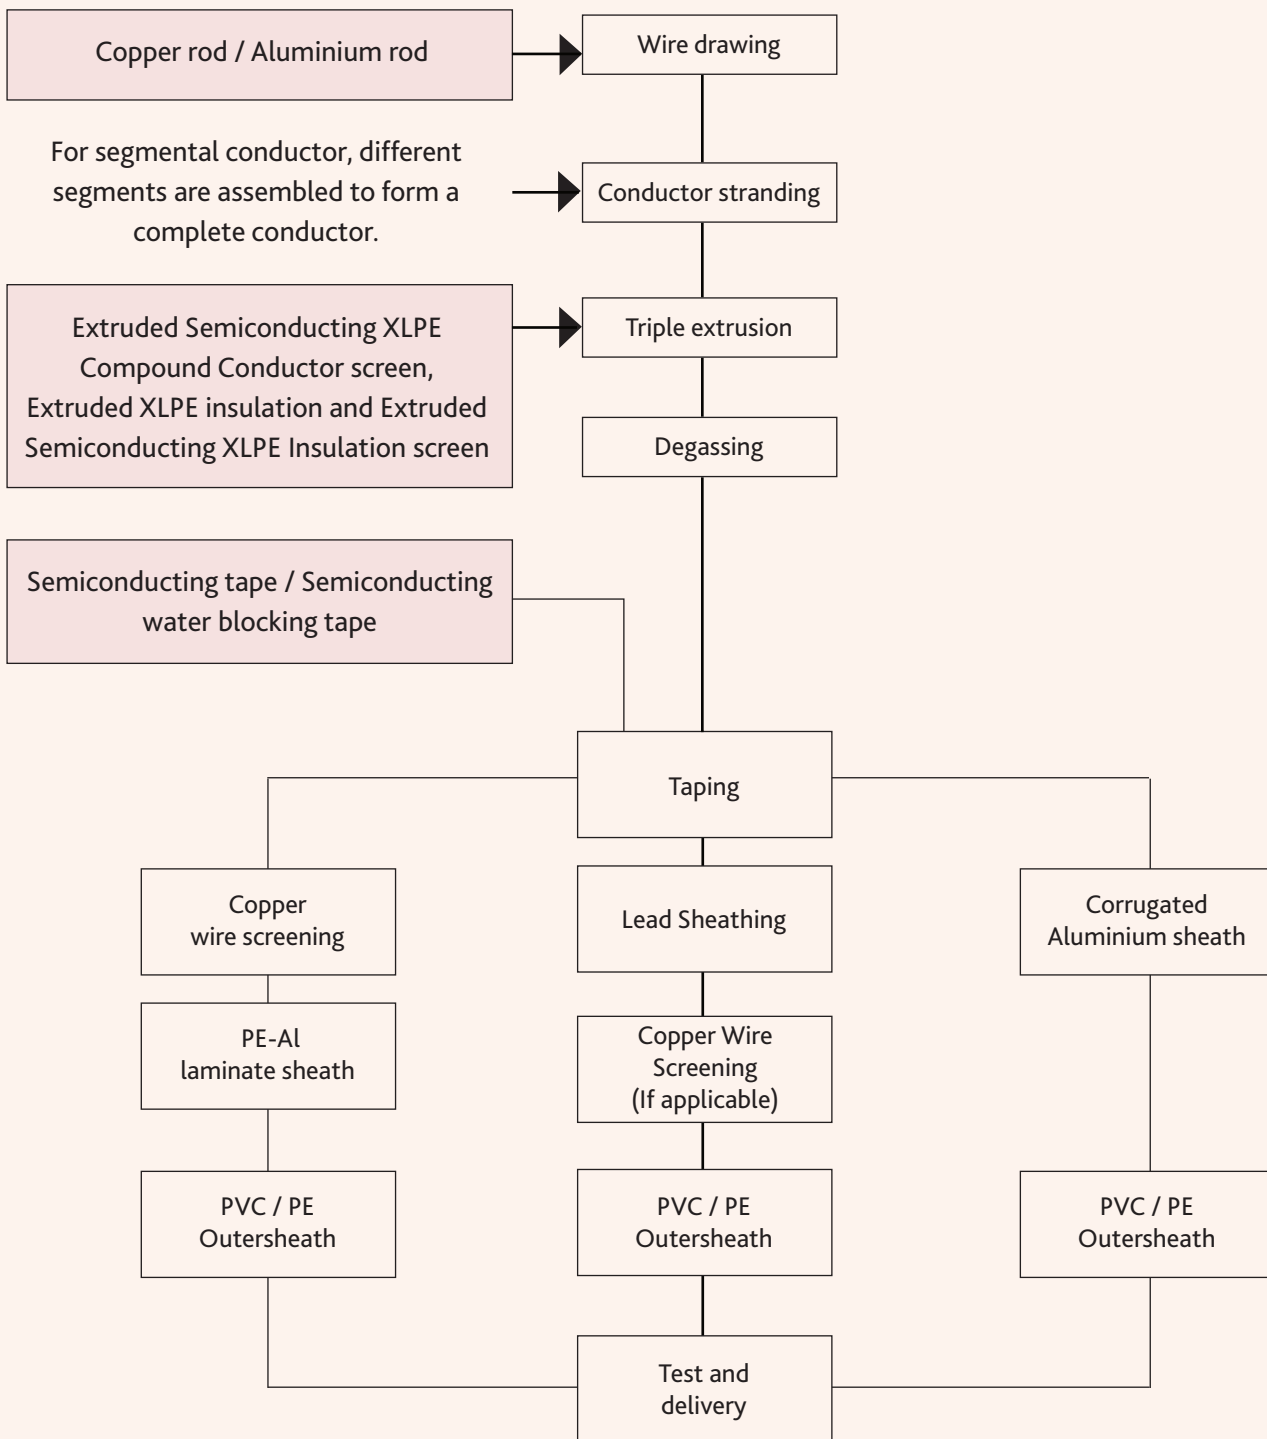 Copper rod / Aluminium rod
Wire drawing
For segmental conductor, different
segments are assembled to form a
complete conductor.
Conductor stranding
Extruded Semiconducting XLPE
Compound Conductor screen,
Extruded XLPE insulation and Extruded
Semiconducting XLPE Insulation screen
Triple extrusion
Degassing
Semiconducting tape / Semiconducting
water blocking tape
Taping
Copper
wire screening
Lead Sheathing
Corrugated
Aluminium sheath
PE-Al
laminate sheath
Copper Wire
Screening
(If applicable)
PVC / PE
Outersheath
PVC / PE
Outersheath
PVC / PE
Outersheath
Test and
delivery